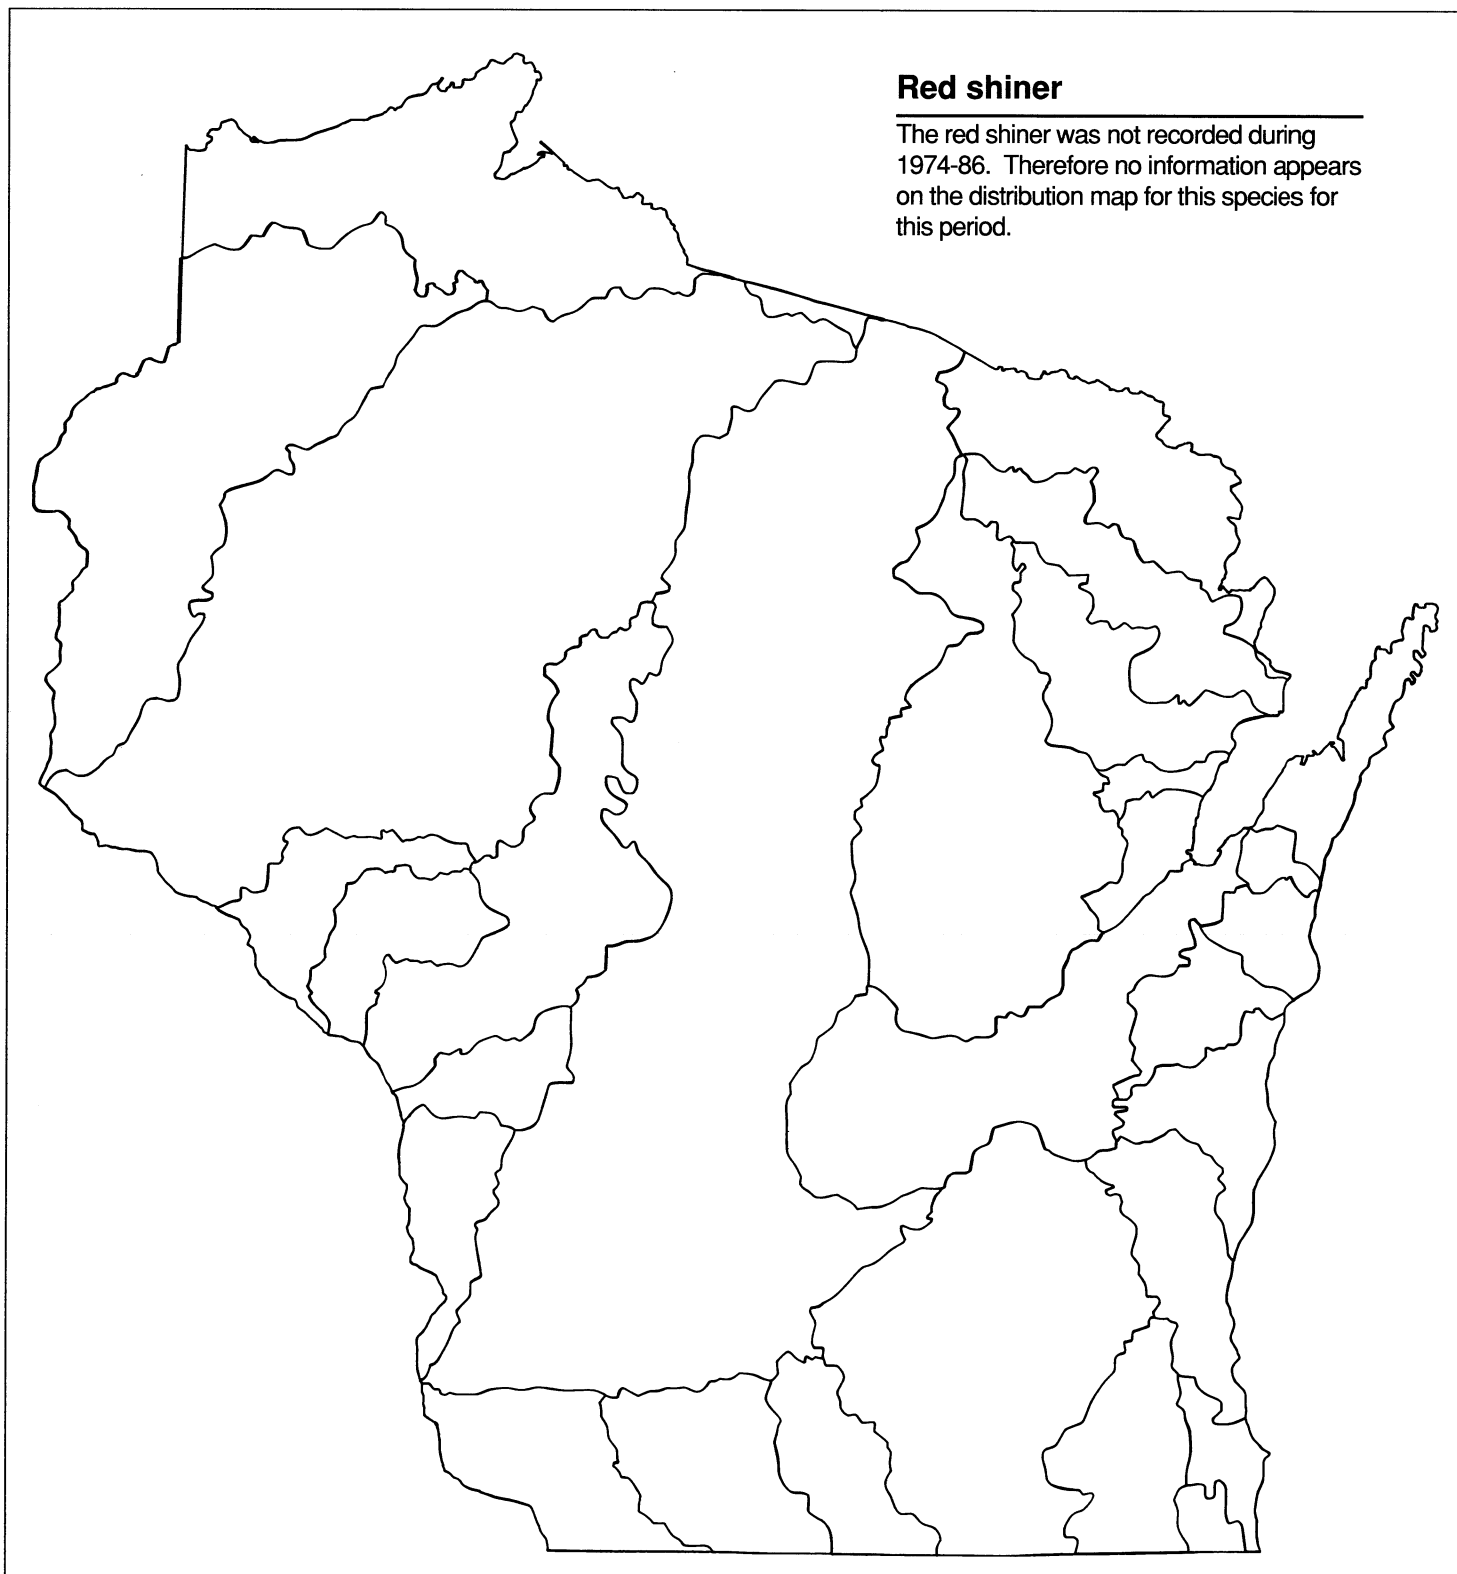 Red shiner
The red shiner was not recorded during
1974-86. Therefore no information appears
on the distribution map for this species for
this period.